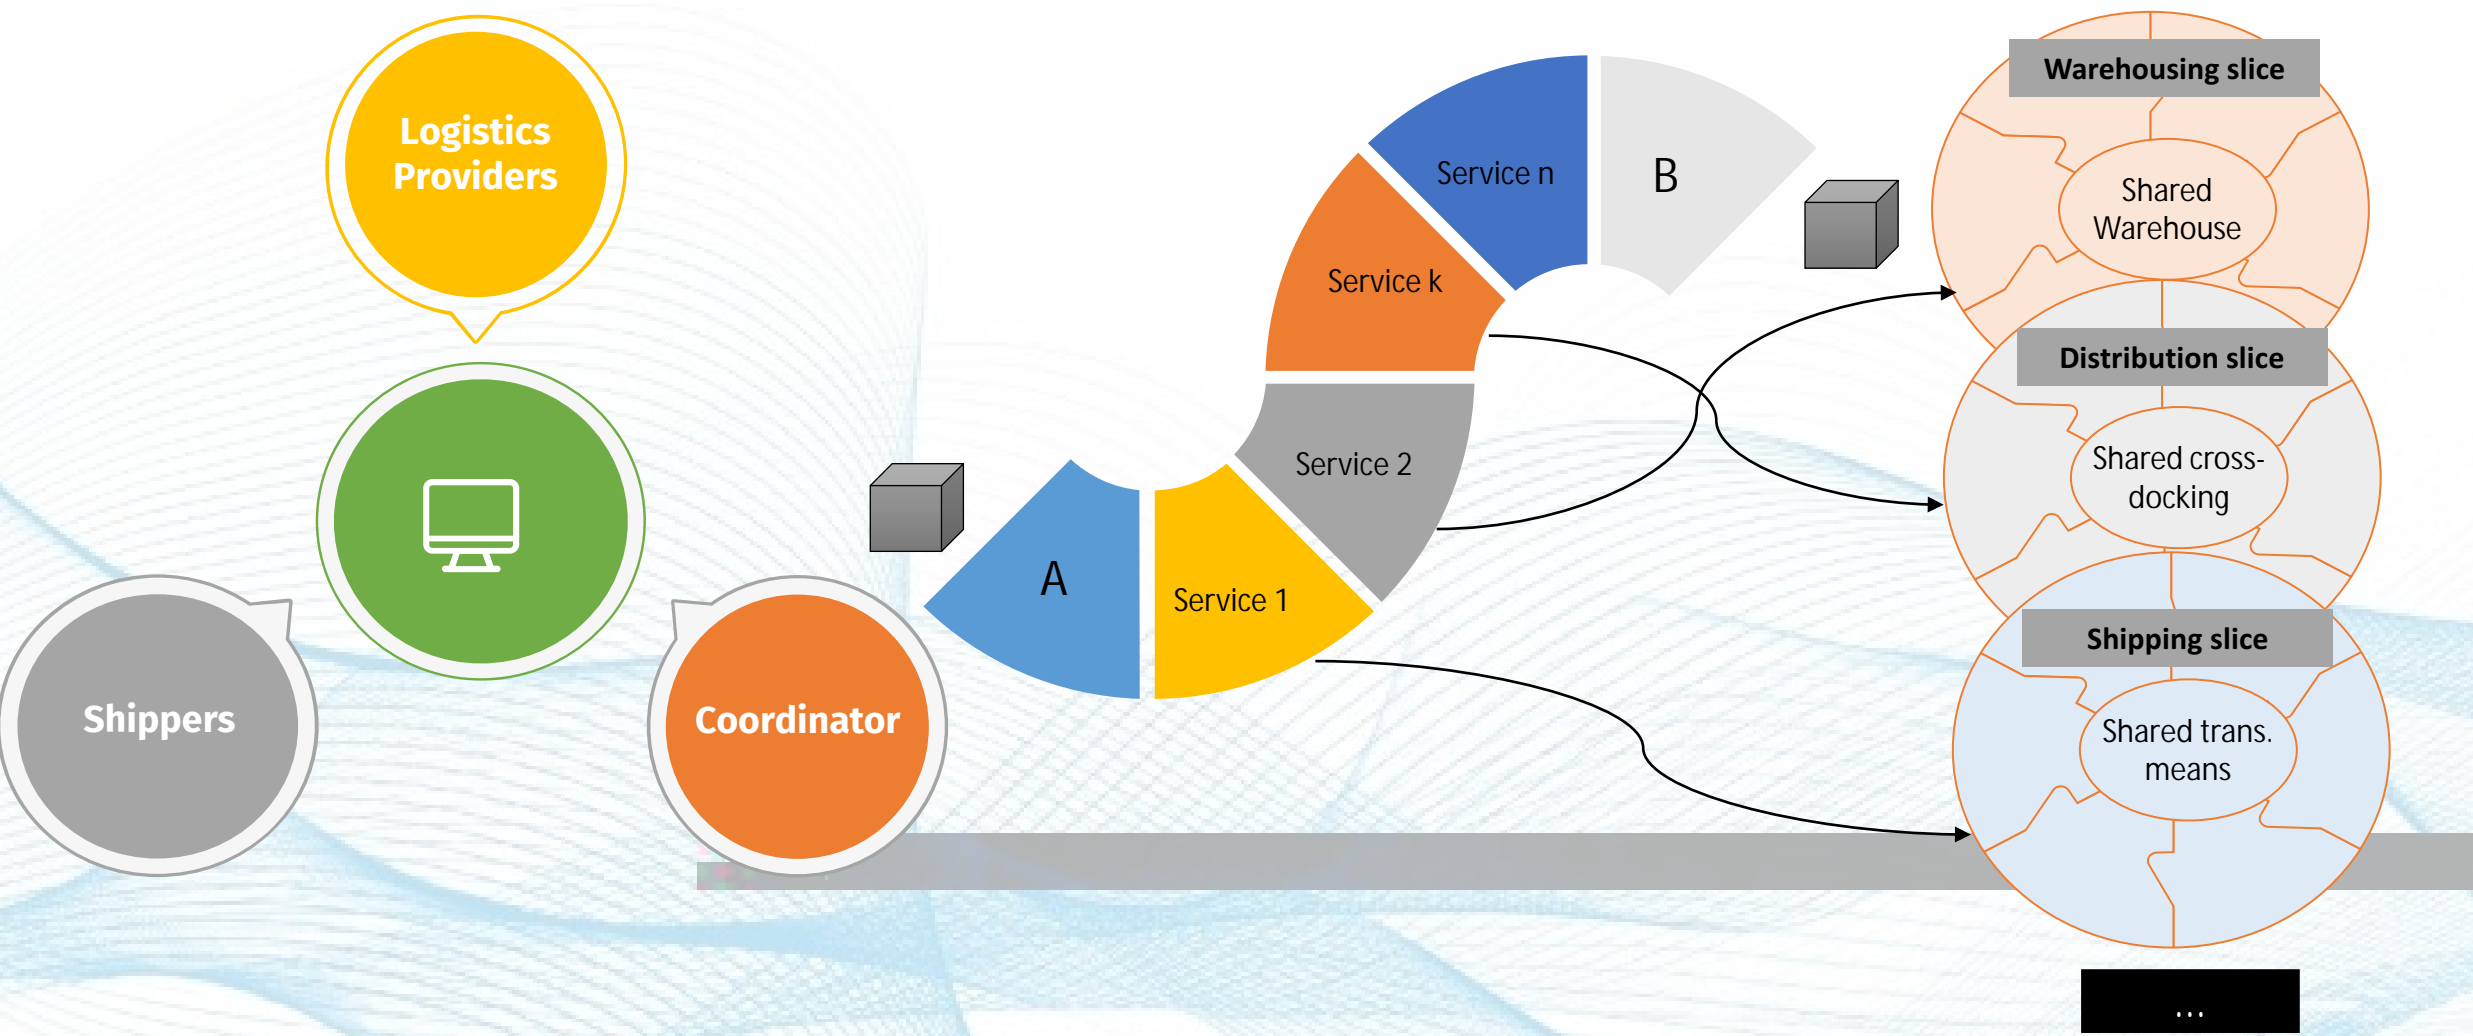 Logistics
Providers
Shippers
Coordinator
A
Service 1
Service 2
Service k
Service n
B
Warehousing slice
Shared
Warehouse
Distribution slice
Shared cross-
docking
Shipping slice
Shared trans.
means
...